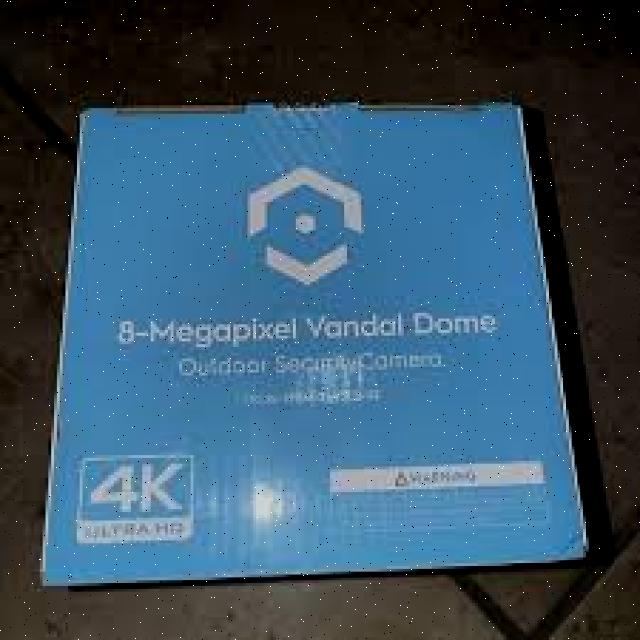 8-Megapixel Vandal Dome
Outdoor Security Camera
4K
ULTRA HD
WARNING